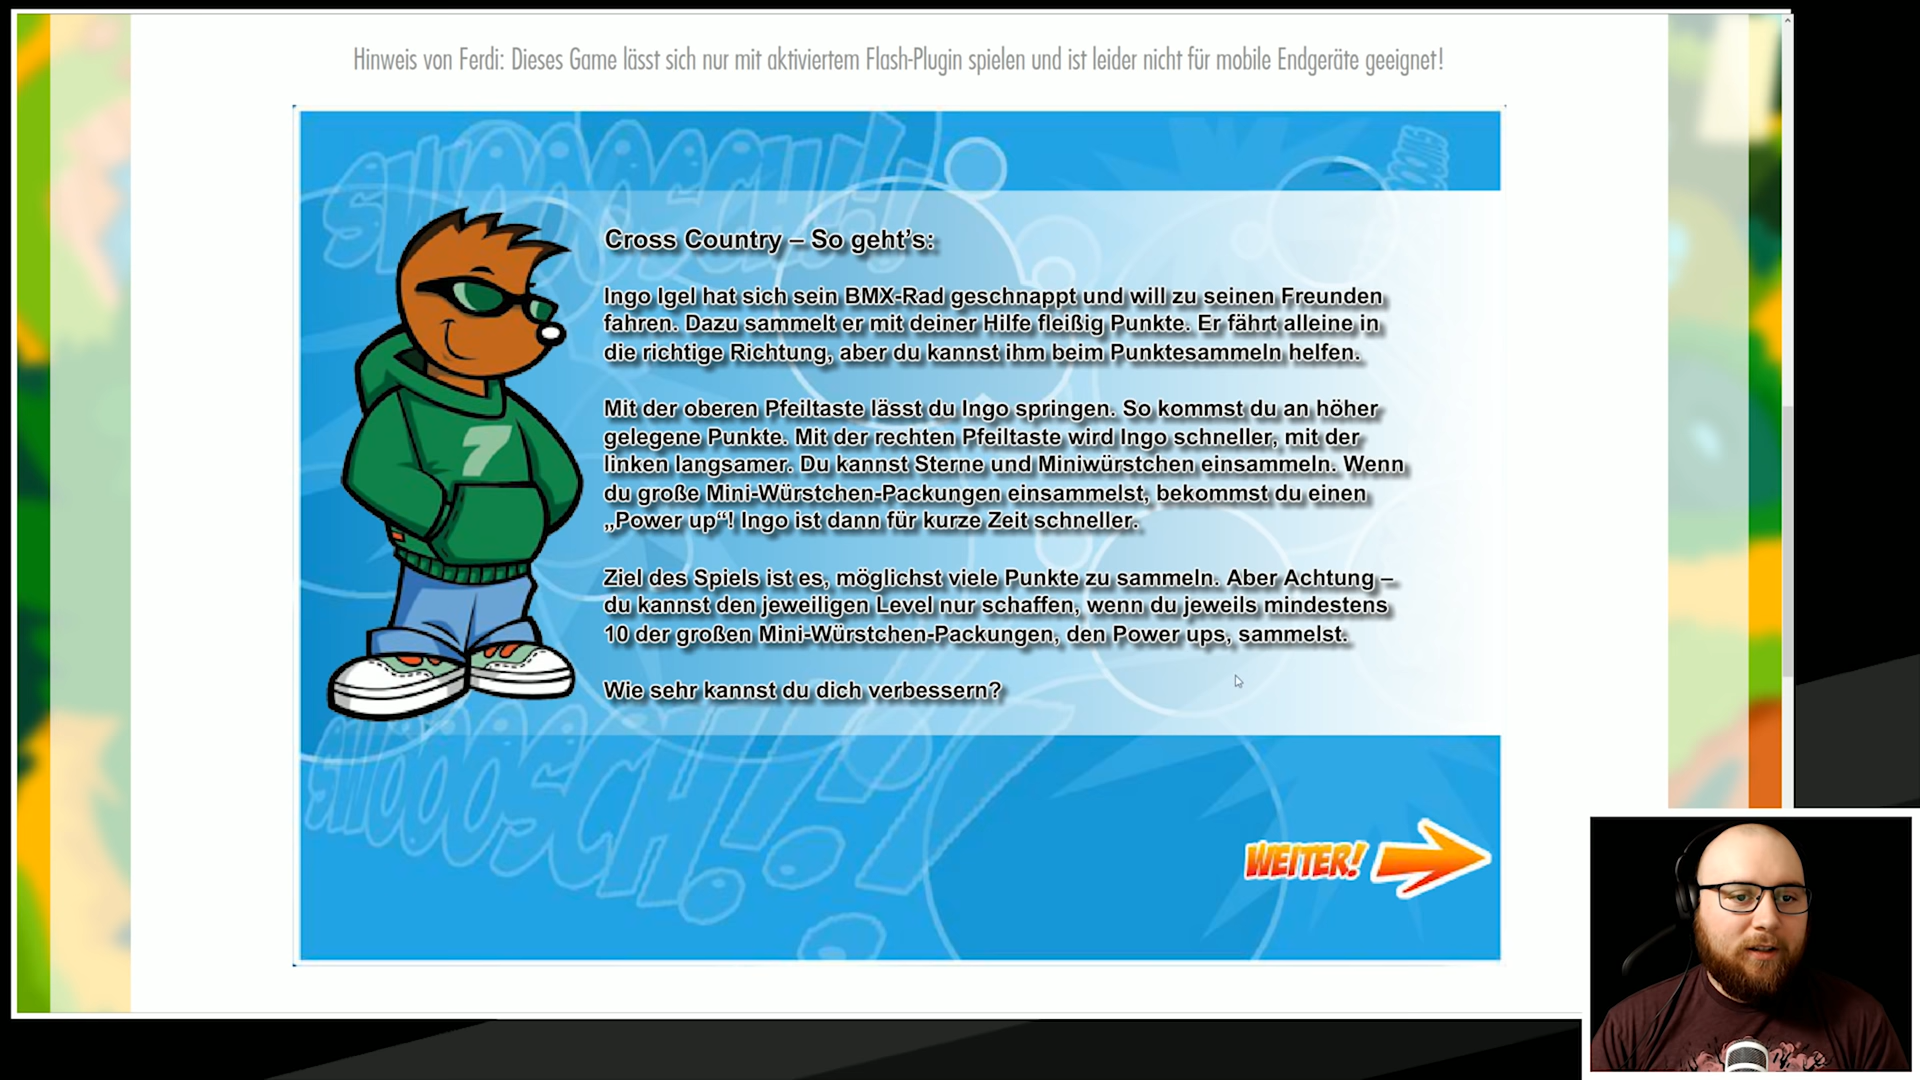 Hinweis von Ferdi: Dieses Game lässt sich nur mit aktiviertem Flash-Plugin spielen und ist leider nicht für mobile Endgeräte geeignet!
SWOOOOSCH!!
Cross Country – So geht's:
Ingo Igel hat sich sein BMX-Rad geschnappt und will zu seinen Freunden
fahren. Dazu sammelt er mit deiner Hilfe fleißig Punkte. Er fährt alleine in
die richtige Richtung, aber du kannst ihm beim Punktesammeln helfen.
Mit der oberen Pfeiltaste lässt du Ingo springen. So kommst du an höher
gelegene Punkte. Mit der rechten Pfeiltaste wird Ingo schneller, mit der
linken langsamer. Du kannst Sterne und Miniwürstchen einsammeln. Wenn
du große Mini-Würstchen-Packungen einsammelst, bekommst du einen
„Power up“! Ingo ist dann für kurze Zeit schneller.
7
Ziel des Spiels ist es, möglichst viele Punkte zu sammeln. Aber Achtung –
du kannst den jeweiligen Level nur schaffen, wenn du jeweils mindestens
10 der großen Mini-Würstchen-Packungen, den Power ups, sammelst.
Wie sehr kannst du dich verbessern?
SWOOOSCH!!
WEITER!